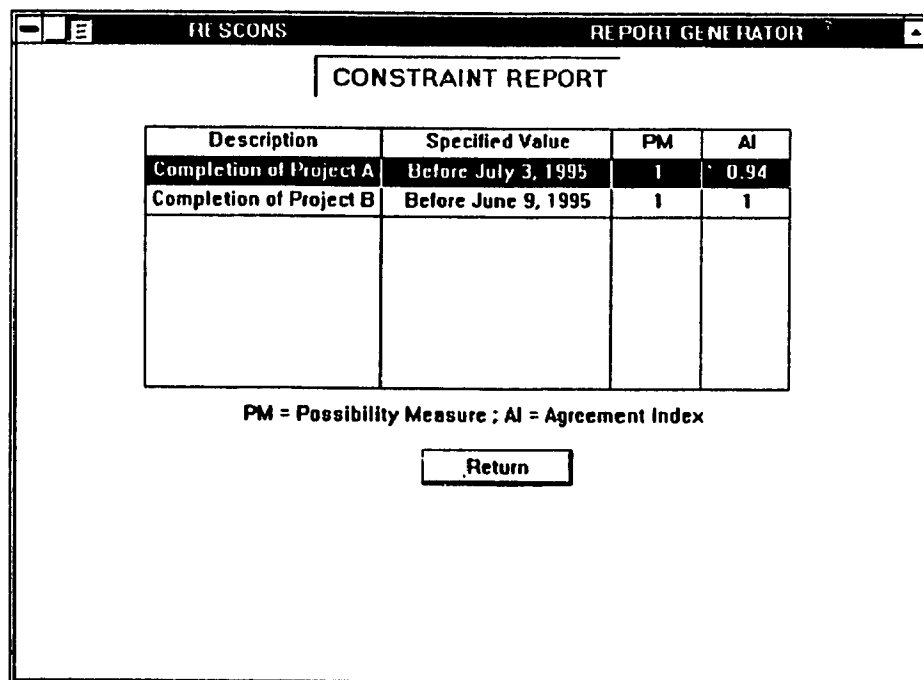 RESCONS REPORT GENERATOR
CONSTRAINT REPORT
Description Specified Value PM AI
Completion of Project A Before July 3, 1995 1 0.94
Completion of Project B Before June 9, 1995 1 1
PM = Possibility Measure ; AI = Agreement Index
Return